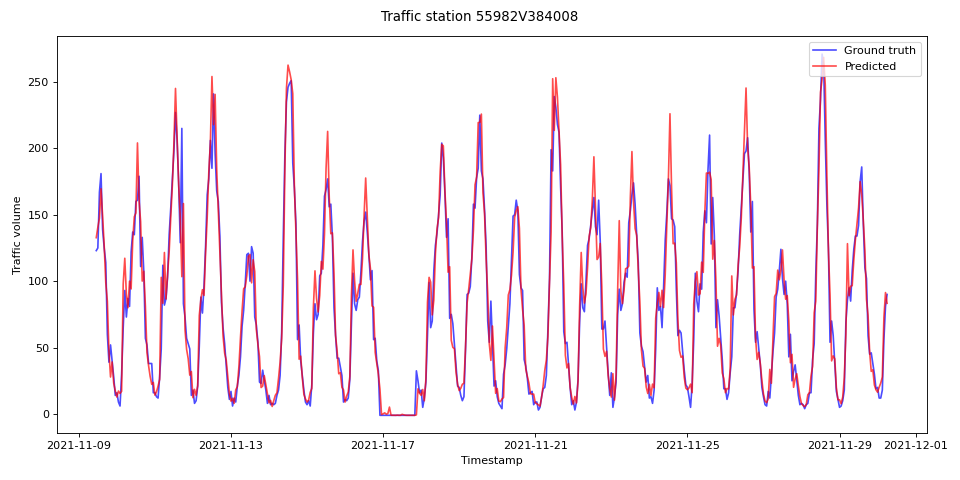 Traffic station 55982V384008
Ground truth
Predicted
Traffic volume
250
200
150
100
50
0
2021-11-09
2021-11-13
2021-11-17
2021-11-21
2021-11-25
2021-11-29
2021-12-01
Timestamp